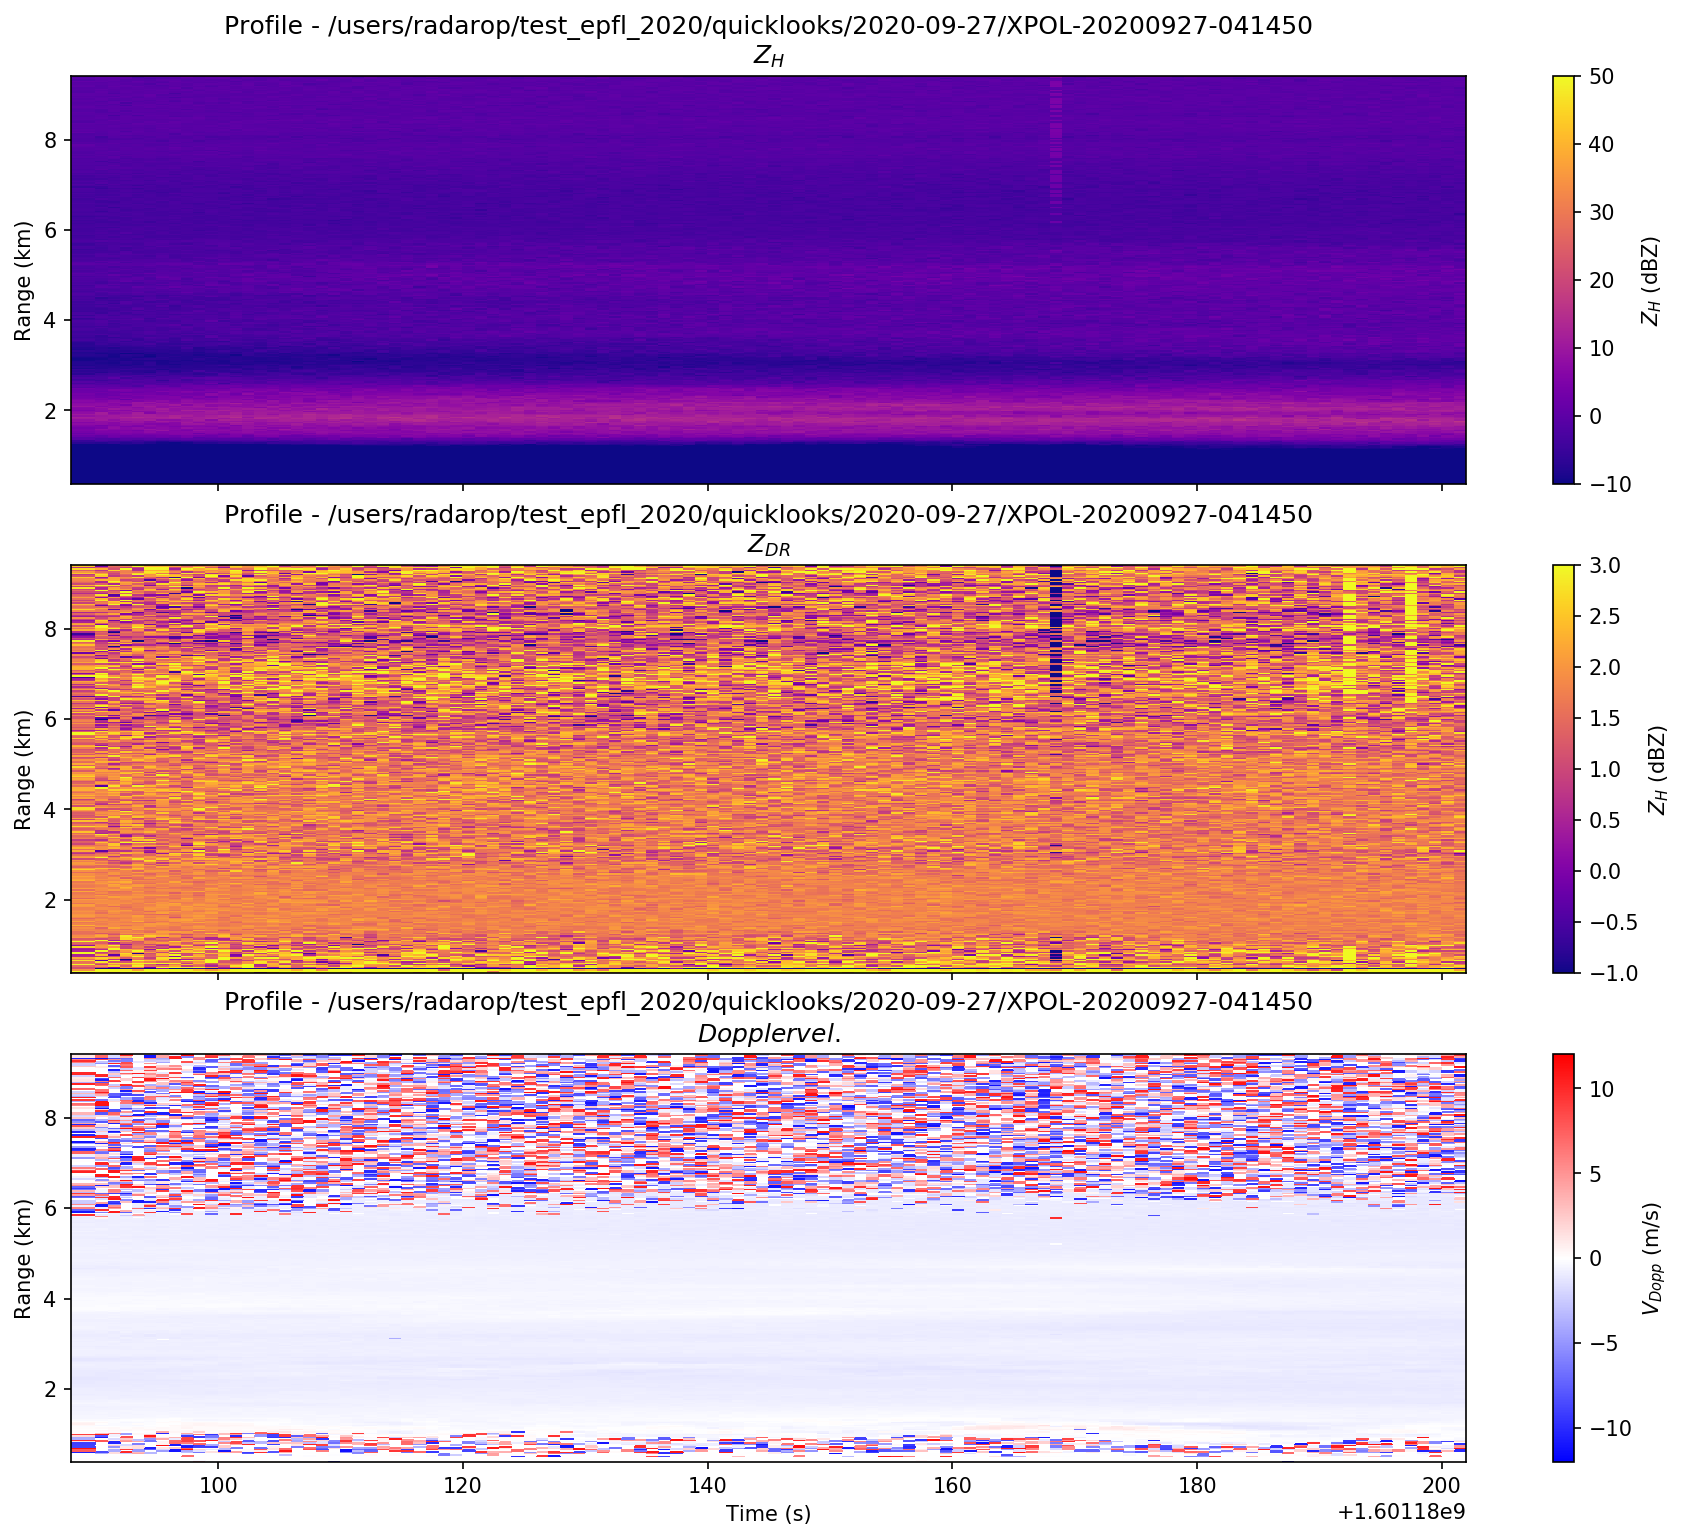 Profile - /users/radarop/test_epfl_2020/quicklooks/2020-09-27/XPOL-20200927-041450
Z_H
8
6
4
2
Range (km)
50
40
30
20
10
0
−10
Z_H (dBZ)
Profile - /users/radarop/test_epfl_2020/quicklooks/2020-09-27/XPOL-20200927-041450
Z_DR
8
6
4
2
Range (km)
3.0
2.5
2.0
1.5
1.0
0.5
0.0
−0.5
−1.0
Z_H (dBZ)
Profile - /users/radarop/test_epfl_2020/quicklooks/2020-09-27/XPOL-20200927-041450
Dopplervel.
8
6
4
2
Range (km)
100 120 140 160 180 200
Time (s)
+1.60118e9
10
5
0
−5
−10
V_Dopp (m/s)